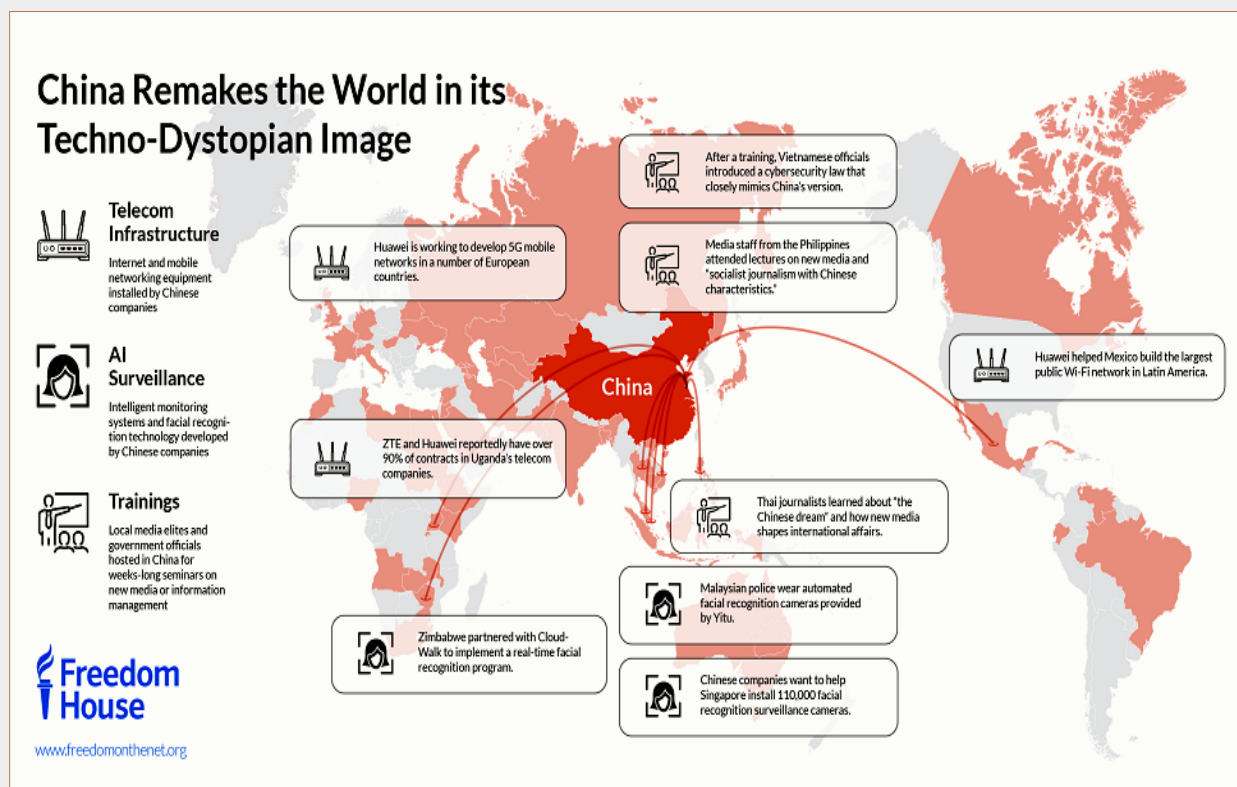 China Remakes the World in its
Techno-Dystopian Image
Telecom
Infrastructure
Internet and mobile
networking equipment
installed by Chinese
companies
AI
Surveillance
Intelligent monitoring
systems and facial recogni-
tion technology developed
by Chinese companies
Trainings
Local media elites and
government officials
hosted in China for
weeks-long seminars on
new media or information
management
Freedom
House
www.freedomonthenet.org
After a training, Vietnamese officials
introduced a cybersecurity law that
closely mimics China's version.
Huawei is working to develop 5G mobile
networks in a number of European
countries.
Media staff from the Philippines
attended lectures on new media and
"socialist journalism with Chinese
characteristics."
Huawei helped Mexico build the largest
public Wi-Fi network in Latin America.
China
ZTE and Huawei reportedly have over
90% of contracts in Uganda's telecom
companies.
Thai journalists learned about "the
Chinese dream" and how new media
shapes international affairs.
Malaysian police wear automated
facial recognition cameras provided
by Yitu.
Zimbabwe partnered with Cloud-
Walk to implement a real-time facial
recognition program.
Chinese companies want to help
Singapore install 110,000 facial
recognition surveillance cameras.